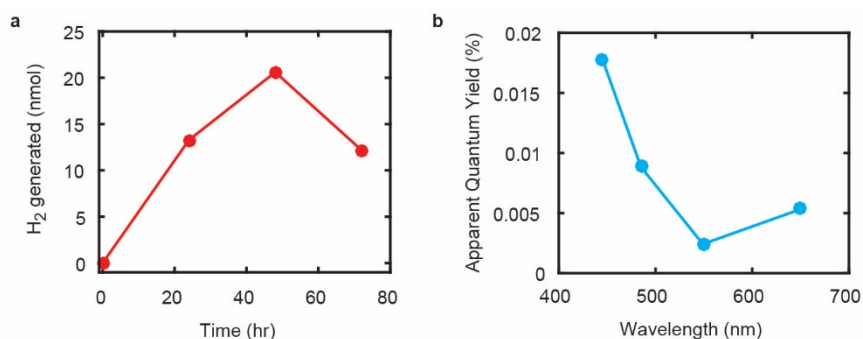 a
H2 generated (nmol)
25
20
15
10
5
0
0 20 40 60 80
Time (hr)
b
Apparent Quantum Yield (%)
0.02
0.015
0.01
0.005
0
400 500 600 700
Wavelength (nm)